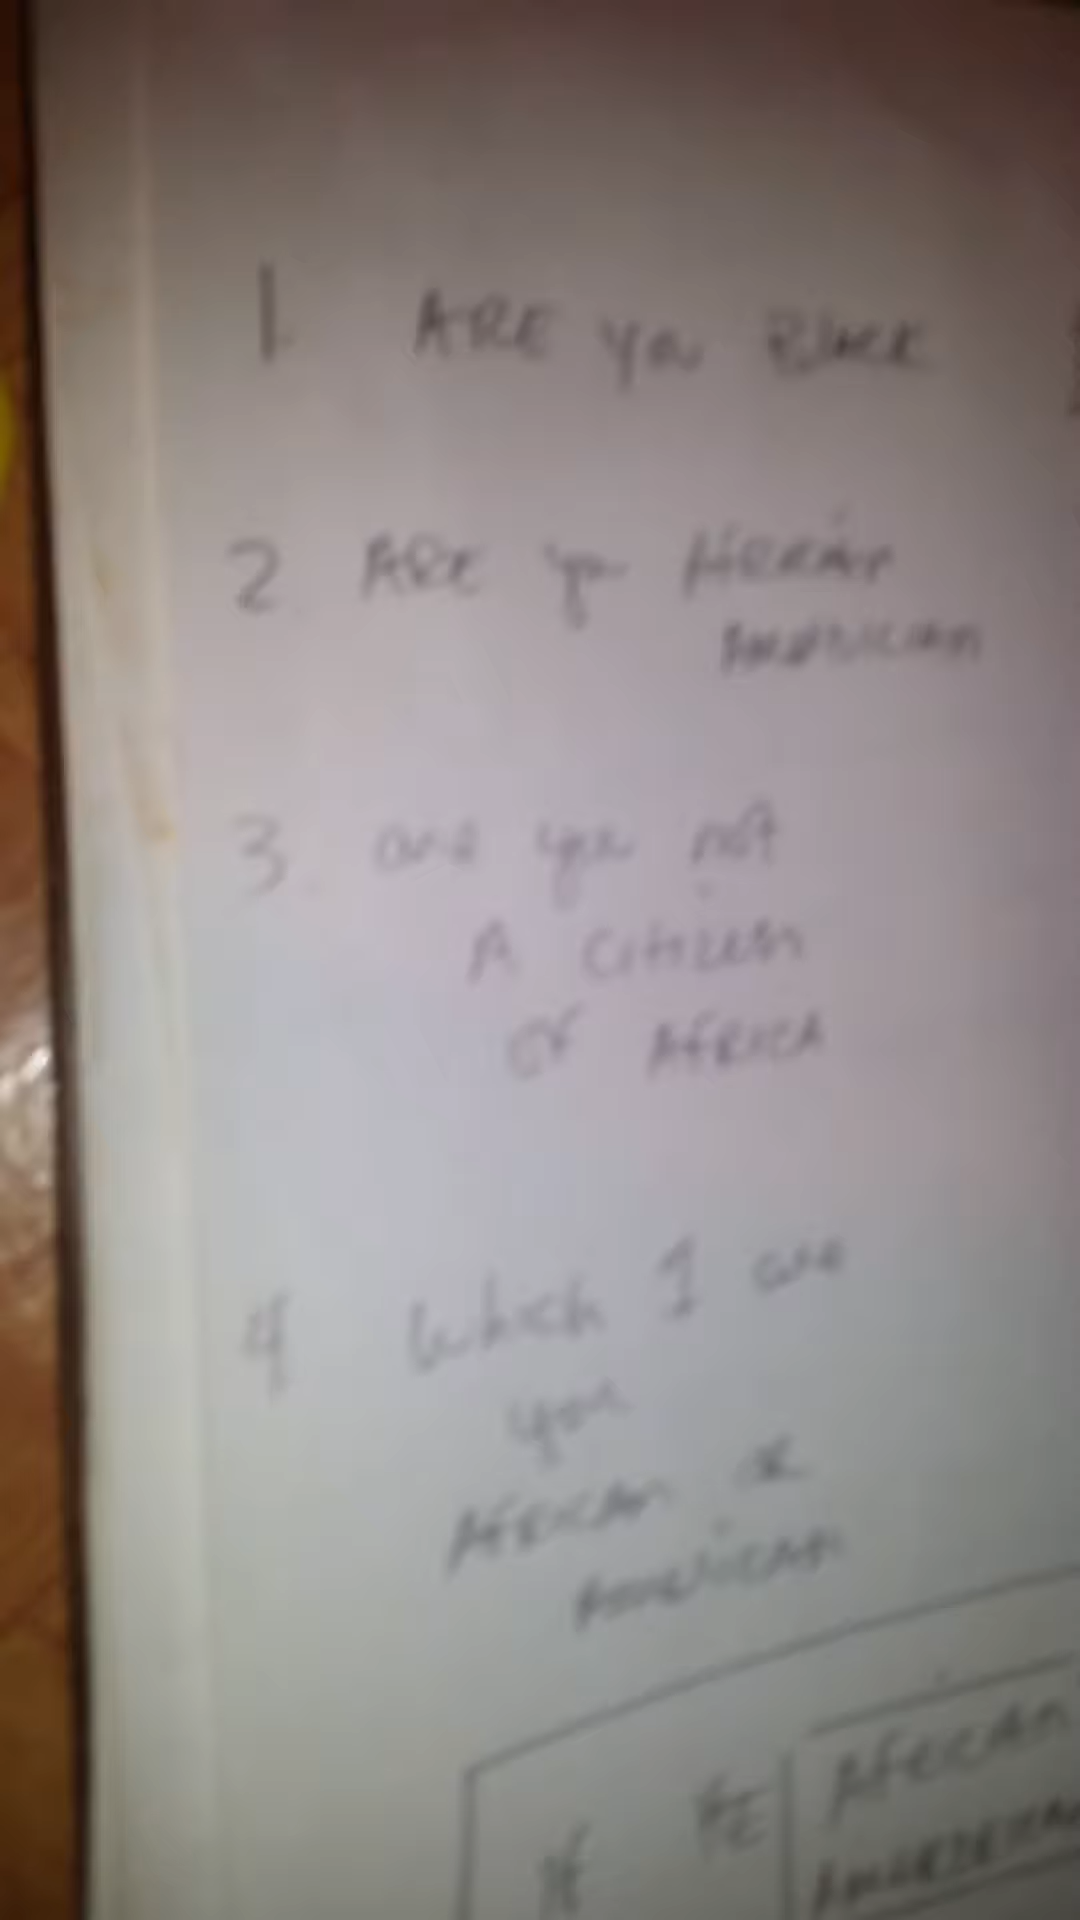 1. ARE you Black
2. ARE you African
American
3. are you not
A Citizen
OF AFRICA
4 Which 1 are
you
AFRICAN OR
American
If
AFRICAN